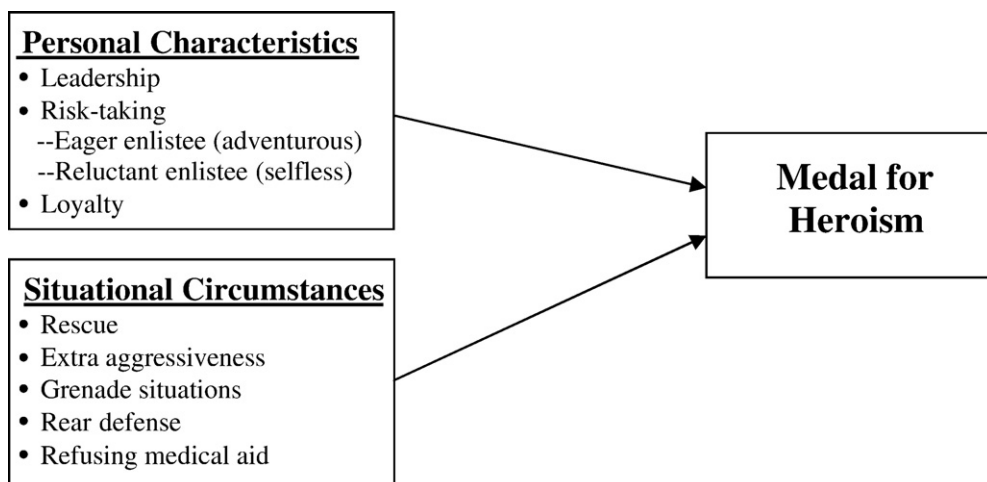 Personal Characteristics
• Leadership
• Risk-taking
--Eager enlistee (adventurous)
--Reluctant enlistee (selfless)
• Loyalty
Medal for
Heroism
Situational Circumstances
• Rescue
• Extra aggressiveness
• Grenade situations
• Rear defense
• Refusing medical aid